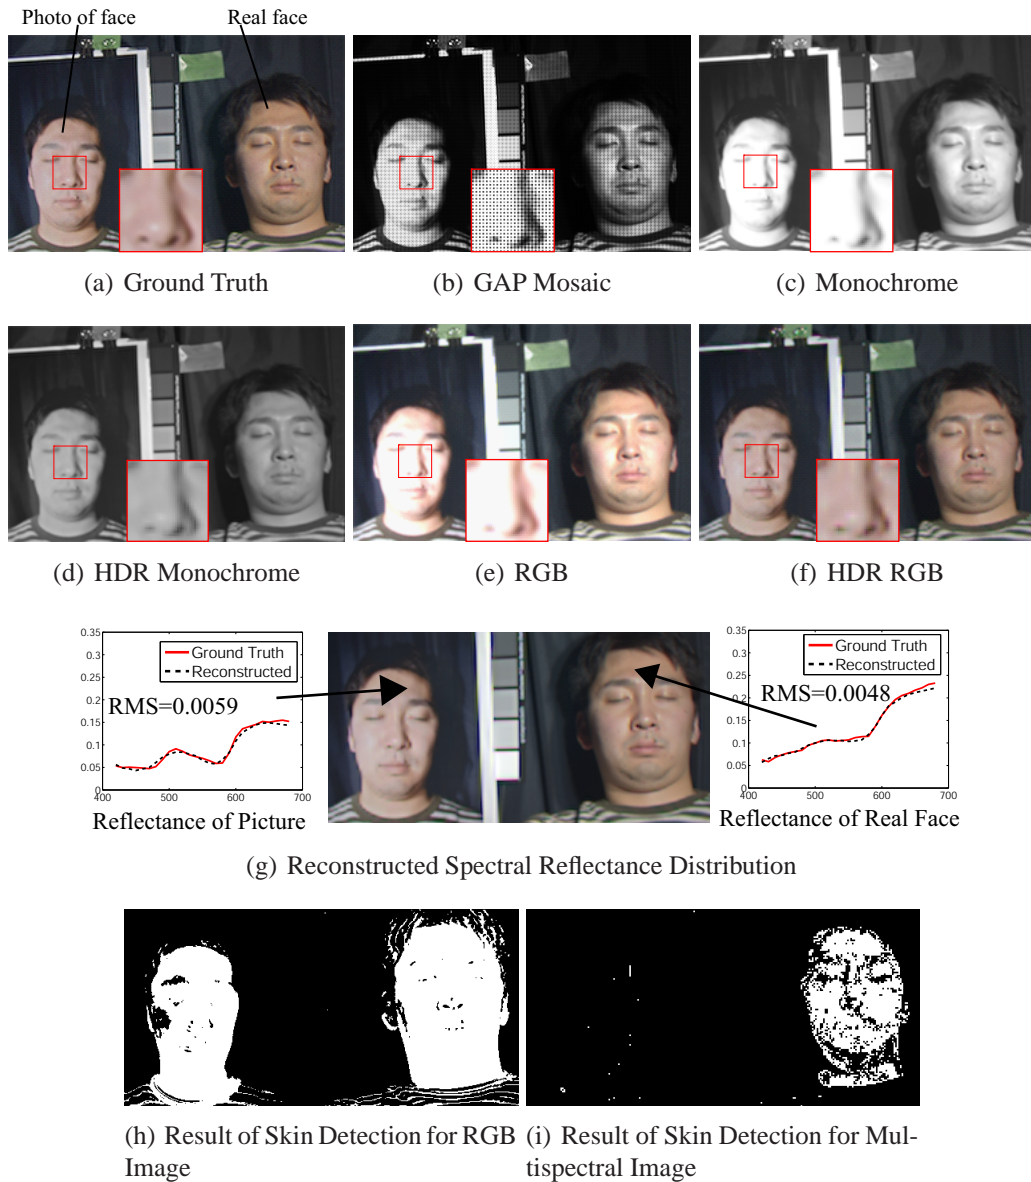 Photo of face
Real face
(a) Ground Truth
(b) GAP Mosaic
(c) Monochrome
(d) HDR Monochrome
(e) RGB
(f) HDR RGB
0.35
0.3
0.25
0.2
0.15
0.1
0.05
0
400
500
600
700
Ground Truth
Reconstructed
RMS=0.0059
Reflectance of Picture
0.35
0.3
0.25
0.2
0.15
0.1
0.05
0
400
500
600
700
Ground Truth
Reconstructed
RMS=0.0048
Reflectance of Real Face
(g) Reconstructed Spectral Reflectance Distribution
(h) Result of Skin Detection for RGB
Image
(i) Result of Skin Detection for Mul-
tispectral Image